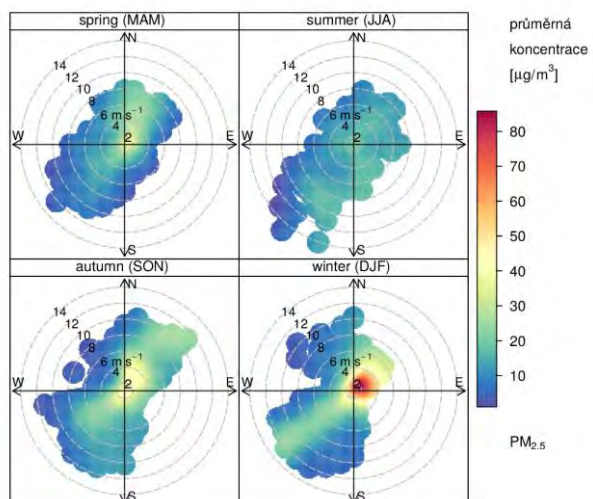 spring (MAM)
summer (JJA)
průměrná
koncentrace
[µg/m³]
N
14
12
10
8
6 m s⁻¹
4
2
W
E
S
N
14
12
10
8
6 m s⁻¹
4
2
W
E
S
autumn (SON)
winter (DJF)
N
14
12
10
8
6 m s⁻¹
4
2
W
E
S
N
14
12
10
8
6 m s⁻¹
4
2
W
E
S
80
70
60
50
40
30
20
10
PM₂.₅